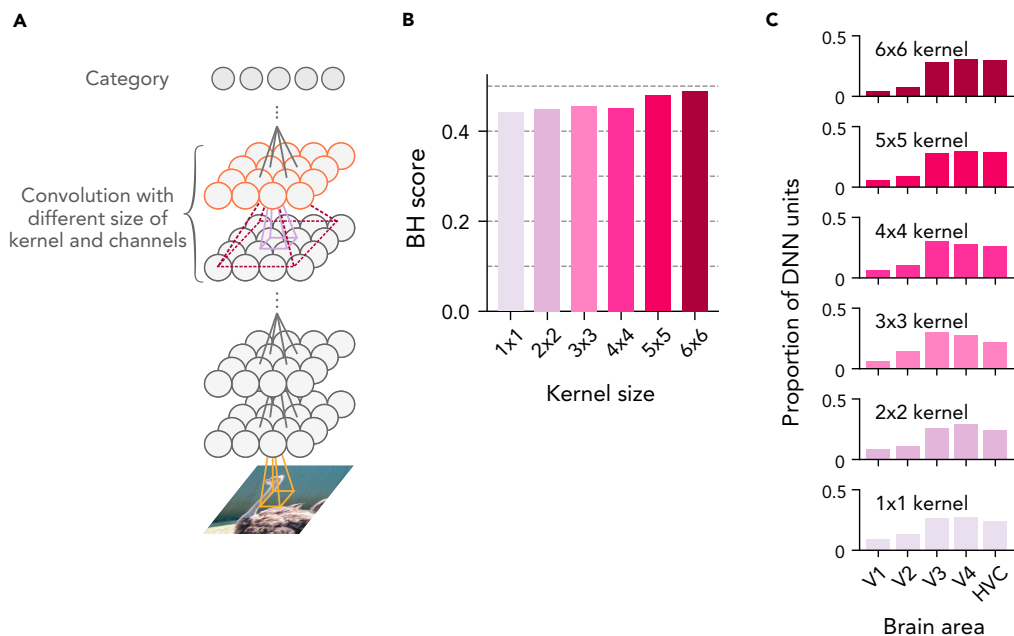 A
Category
Convolution with
different size of
kernel and channels
B
BH score
0.4
0.2
0.0
1x1
2x2
3x3
4x4
5x5
6x6
Kernel size
C
Proportion of DNN units
0.5
6x6 kernel
0
0.5
5x5 kernel
0
0.5
4x4 kernel
0
0.5
3x3 kernel
0
0.5
2x2 kernel
0
0.5
1x1 kernel
0
V1
V2
V3
V4
HVC
Brain area